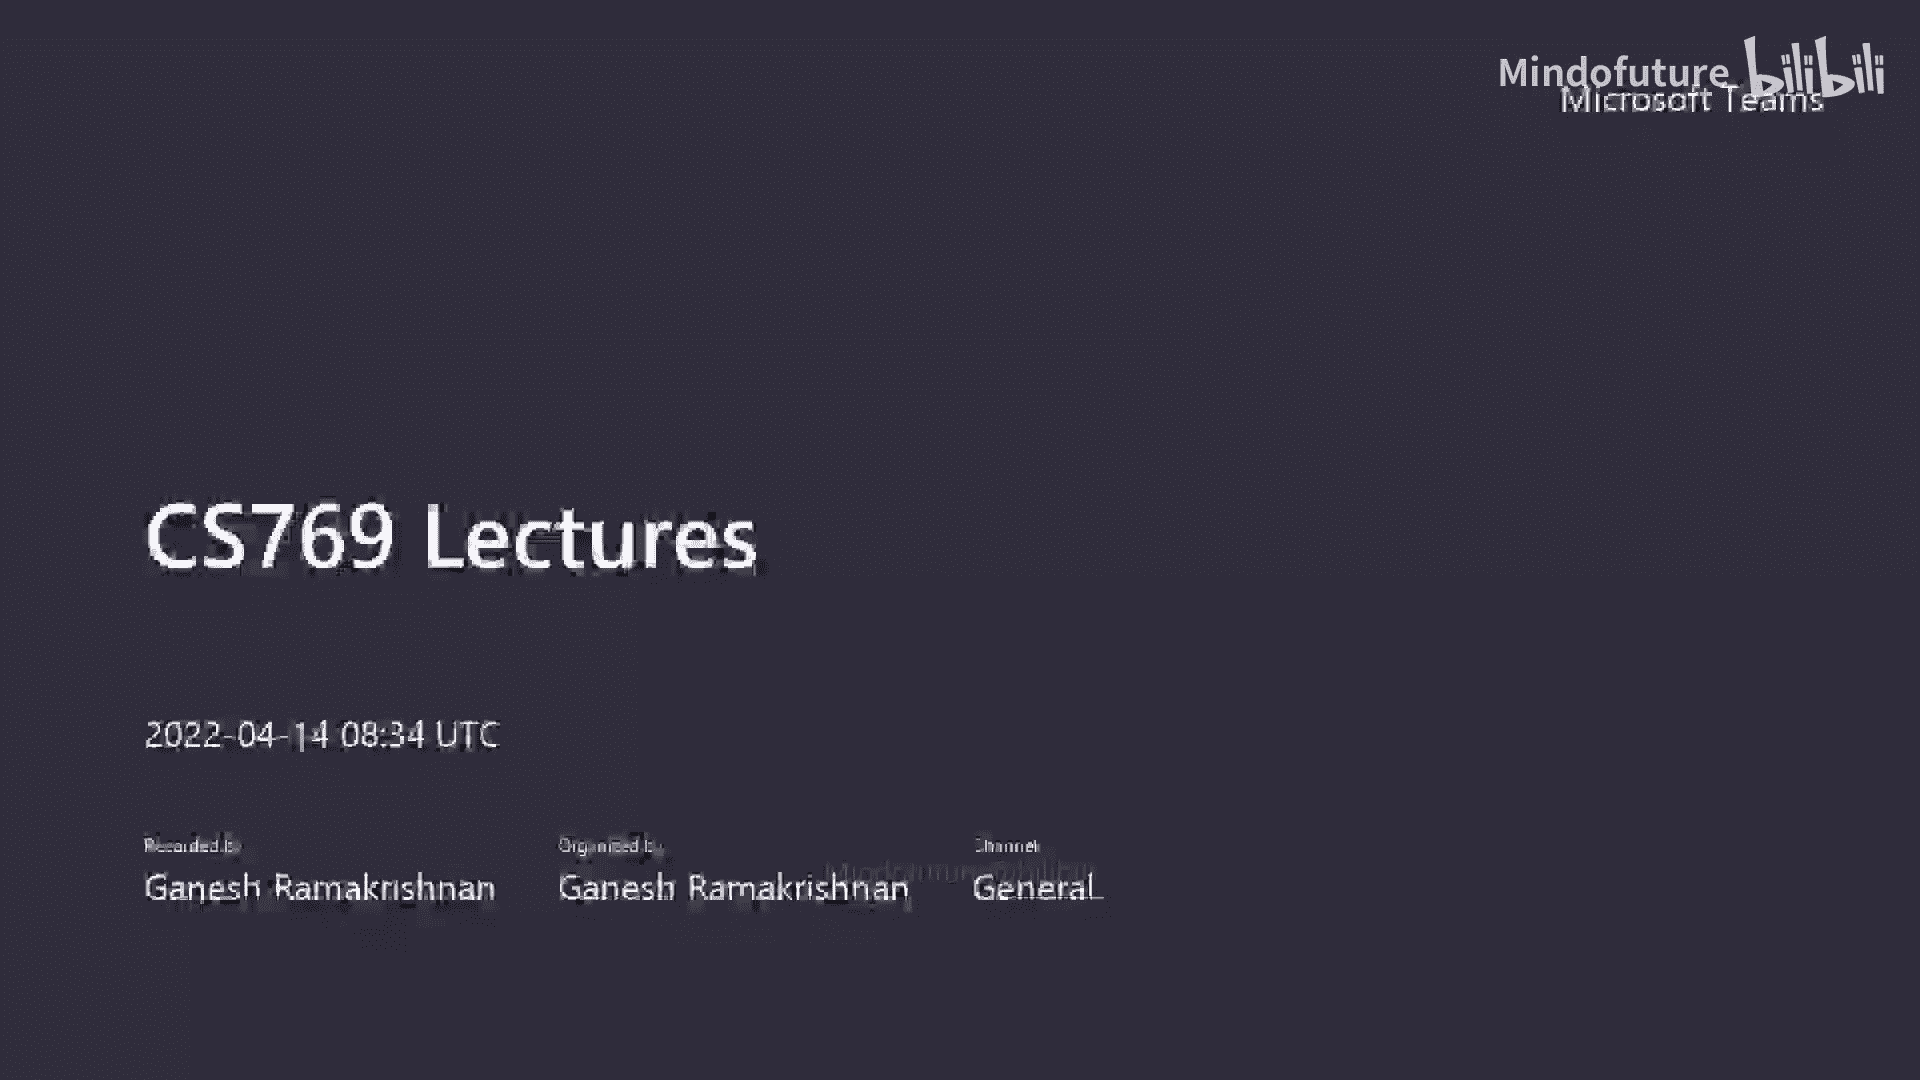 Mindofuture bilibili
Microsoft Teams
CS769 Lectures
2022-04-14 08:34 UTC
Recorded by Organized by Channel
Ganesh Ramakrishnan Ganesh Ramakrishnan General